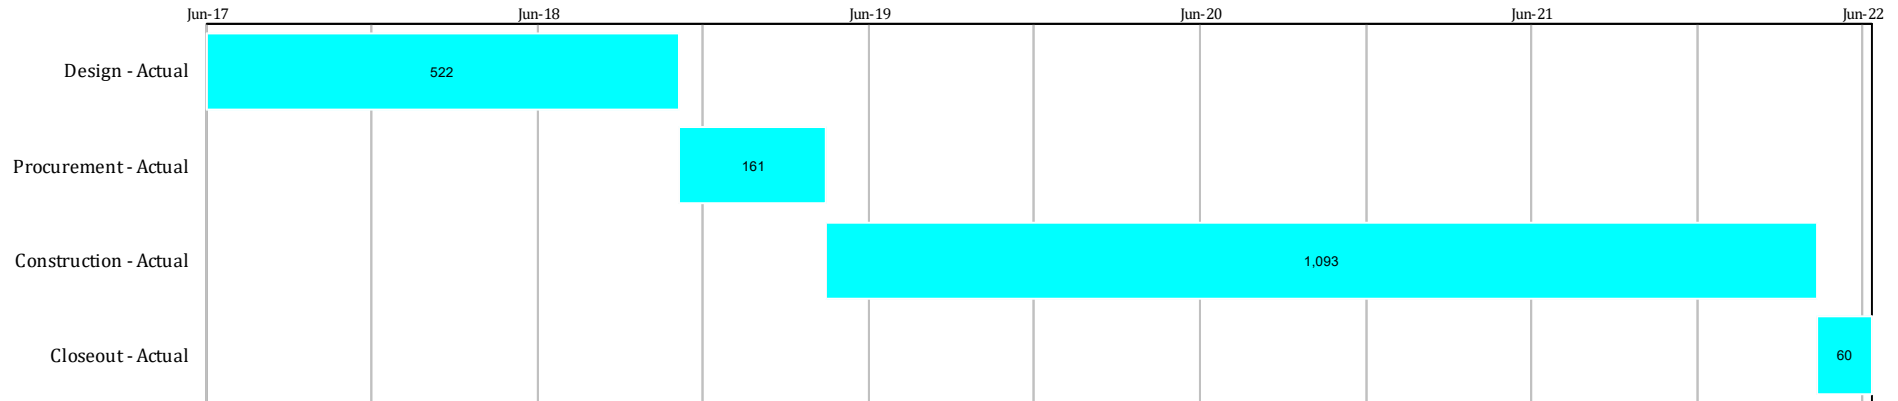 Jun-17 Jun-18 Jun-19 Jun-20 Jun-21 Jun-22
Design - Actual 522
Procurement - Actual 161
Construction - Actual 1,093
Closeout - Actual 60